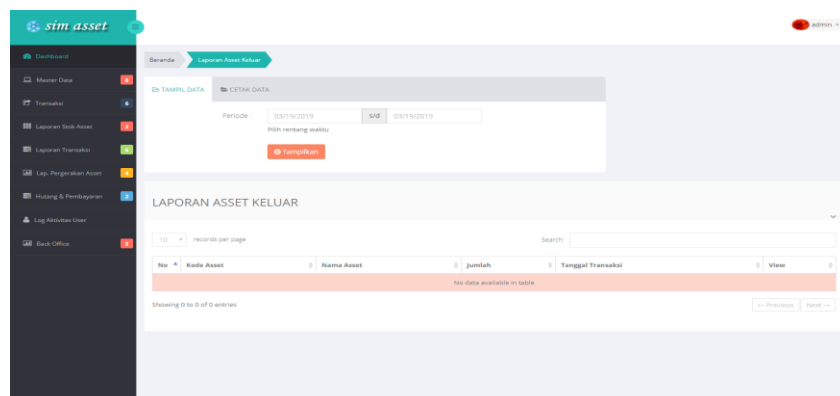 sim asset
admin
Dashboard
Master Data
Transaksi
Laporan Stok Asset
Laporan Transaksi
Lap. Pergerakan Asset
Hutang & Pembayaran
Log Aktivitas User
Back Office
Beranda
Laporan Asset Keluar
TAMPIL DATA
CETAK DATA
Periode
03/19/2019 s/d 03/19/2019
Pilih rentang waktu
Tampilkan
LAPORAN ASSET KELUAR
10 records per page
Search:
No Kode Asset Nama Asset Jumlah Tanggal Transaksi View
No data available in table
Showing 0 to 0 of 0 entries
← Previous Next →